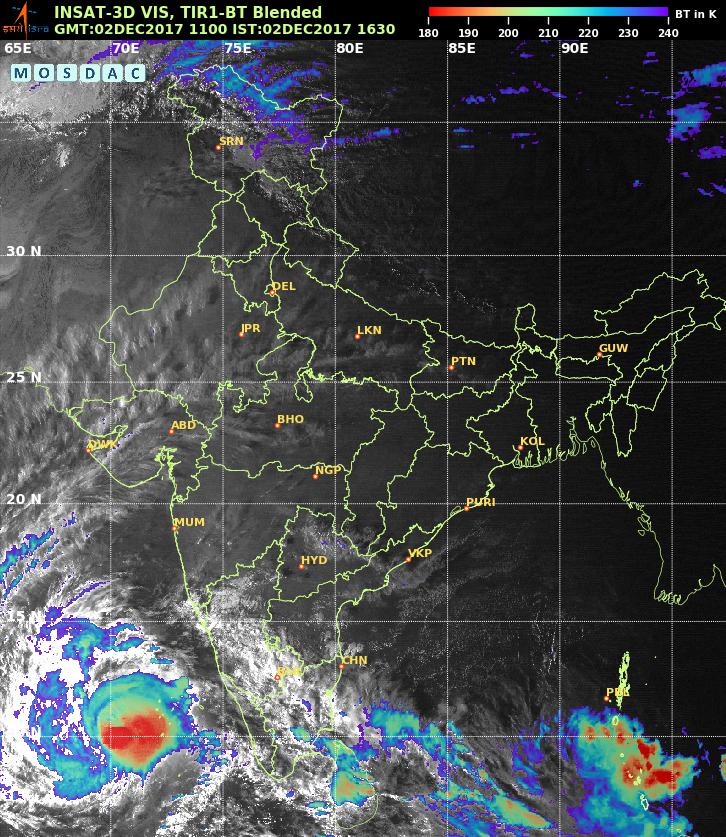 INSAT-3D VIS, TIR1-BT Blended
GMT:02DEC2017 1100 IST:02DEC2017 1630
BT in K
180 190 200 210 220 230 240
65E 70E 75E 80E 85E 90E
MOSDAC
SRN
30 N
DEL
JPR LKN GUW
PTN
25 N
ABD BHO
DWK KOL
NGP
20 N PURI
MUM
HYD VKP
15 N
CHN
PBL